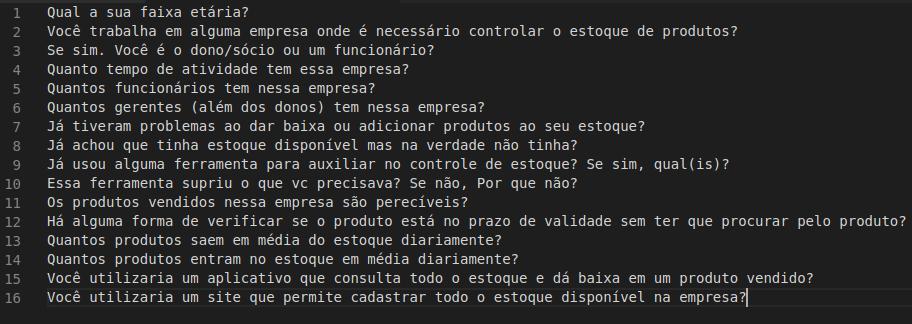 1 Qual a sua faixa etária?
2 Você trabalha em alguma empresa onde é necessário controlar o estoque de produtos?
3 Se sim. Você é o dono/sócio ou um funcionário?
4 Quanto tempo de atividade tem essa empresa?
5 Quantos funcionários tem nessa empresa?
6 Quantos gerentes (além dos donos) tem nessa empresa?
7 Já tiveram problemas ao dar baixa ou adicionar produtos ao seu estoque?
8 Já achou que tinha estoque disponível mas na verdade não tinha?
9 Já usou alguma ferramenta para auxiliar no controle de estoque? Se sim, qual(is)?
10 Essa ferramenta supriu o que vc precisava? Se não, Por que não?
11 Os produtos vendidos nessa empresa são perecíveis?
12 Há alguma forma de verificar se o produto está no prazo de validade sem ter que procurar pelo produto?
13 Quantos produtos saem em média do estoque diariamente?
14 Quantos produtos entram no estoque em média diariamente?
15 Você utilizaria um aplicativo que consulta todo o estoque e dá baixa em um produto vendido?
16 Você utilizaria um site que permite cadastrar todo o estoque disponível na empresa?